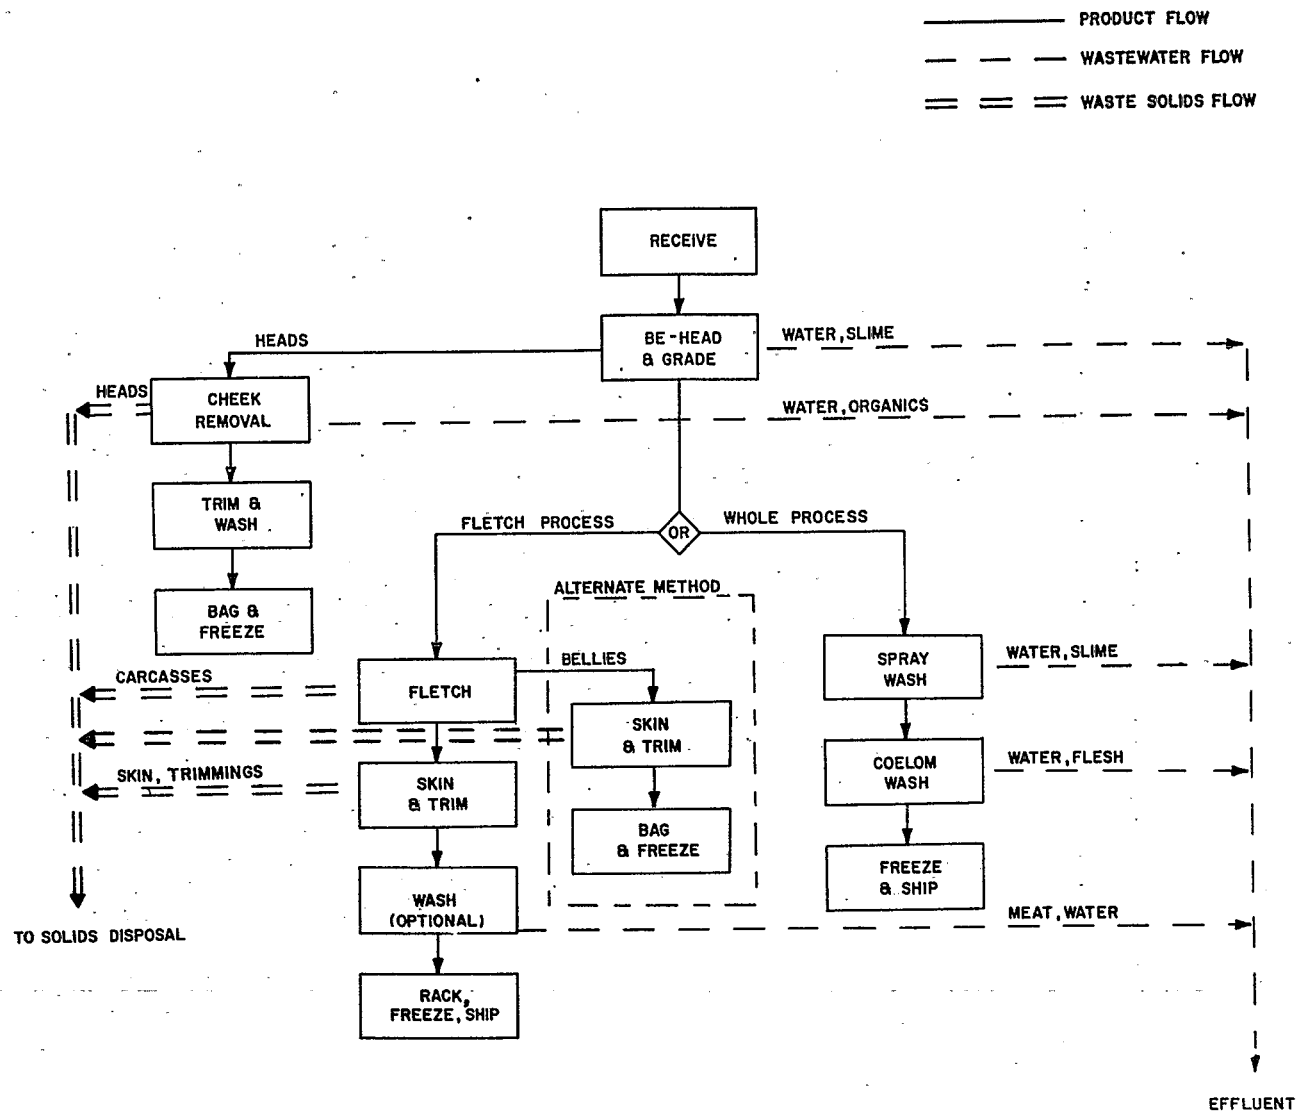 PRODUCT FLOW
WASTEWATER FLOW
WASTE SOLIDS FLOW
RECEIVE
BE-HEAD
& GRADE
WATER, SLIME
HEADS
HEADS
CHEEK
REMOVAL
WATER, ORGANICS
TRIM &
WASH
FLETCH PROCESS
OR
WHOLE PROCESS
BAG &
FREEZE
ALTERNATE METHOD
CARCASSES
FLETCH
BELLIES
SPRAY
WASH
WATER, SLIME
SKIN
& TRIM
SKIN, TRIMMINGS
SKIN
& TRIM
COELOM
WASH
WATER, FLESH
BAG
& FREEZE
FREEZE
& SHIP
WASH
(OPTIONAL)
MEAT, WATER
TO SOLIDS DISPOSAL
RACK,
FREEZE, SHIP
EFFLUENT